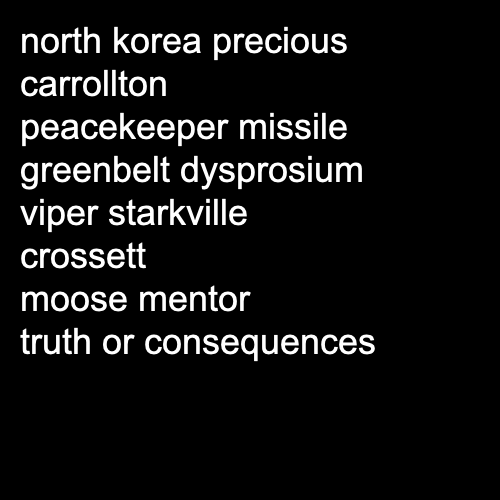 north korea precious
carrollton
peacekeeper missile
greenbelt dysprosium
viper starkville
crossett
moose mentor
truth or consequences